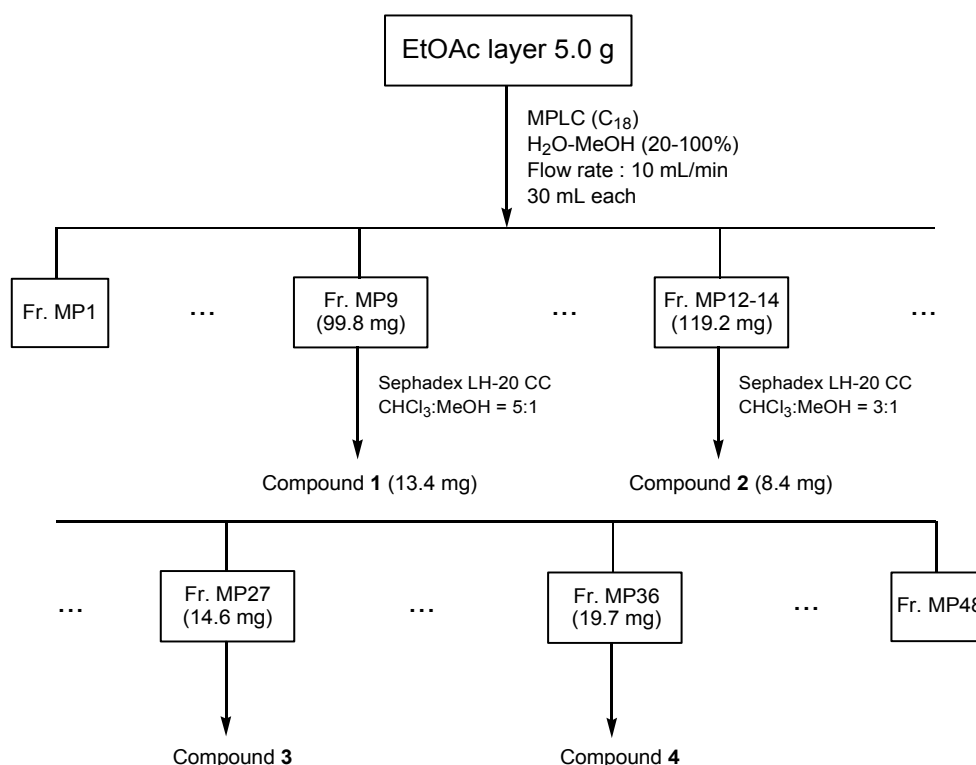 EtOAc layer 5.0 g
MPLC (C₁₈)
H₂O-MeOH (20-100%)
Flow rate : 10 mL/min
30 mL each
Fr. MP1
...
Fr. MP9
(99.8 mg)
...
Fr. MP12-14
(119.2 mg)
...
Sephadex LH-20 CC
CHCl₃:MeOH = 5:1
Sephadex LH-20 CC
CHCl₃:MeOH = 3:1
Compound 1 (13.4 mg)
Compound 2 (8.4 mg)
...
Fr. MP27
(14.6 mg)
...
Fr. MP36
(19.7 mg)
...
Fr. MP48
Compound 3
Compound 4